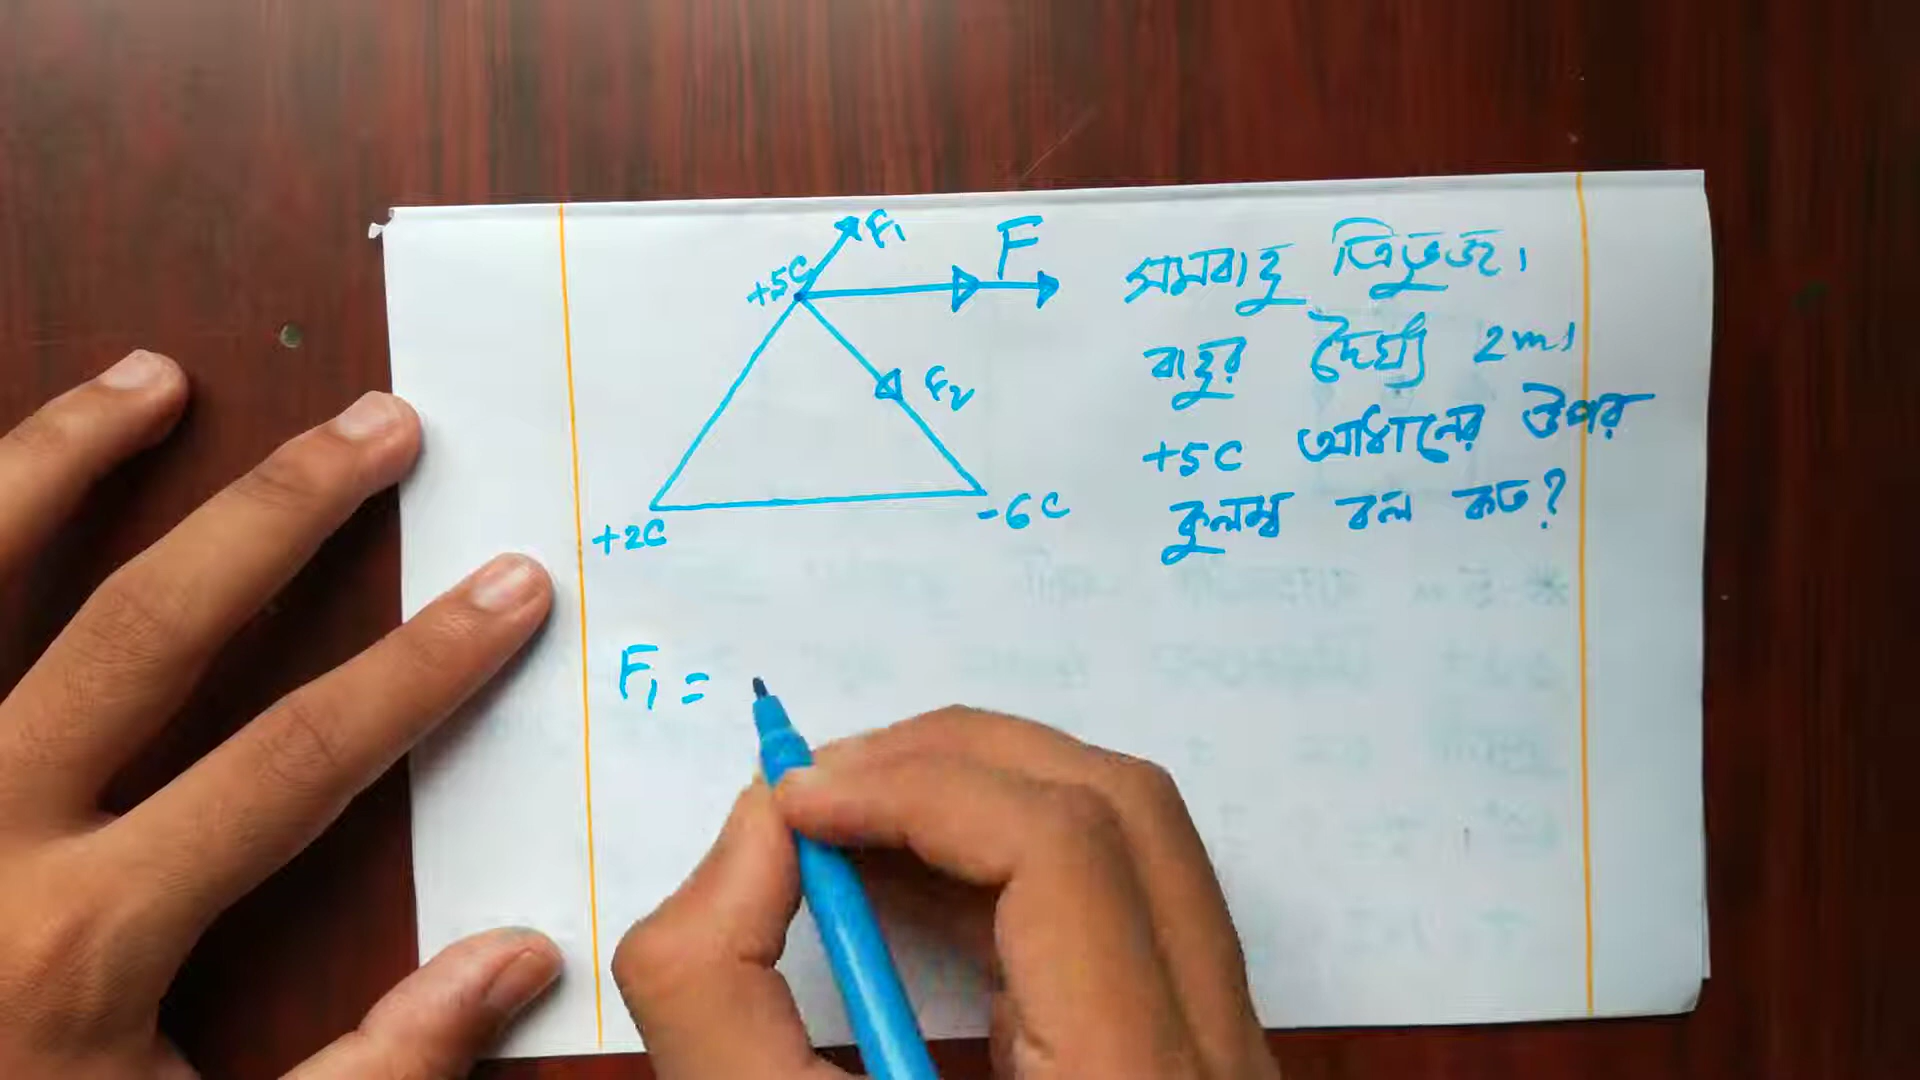 F₁
+5C
F
F₂
+2C
-6C
সমবাহু ত্রিভুজ।
বাহুর দৈর্ঘ্য 2m।
+5C আধানের উপর
কুলম্ব বল কত?
F₁ =